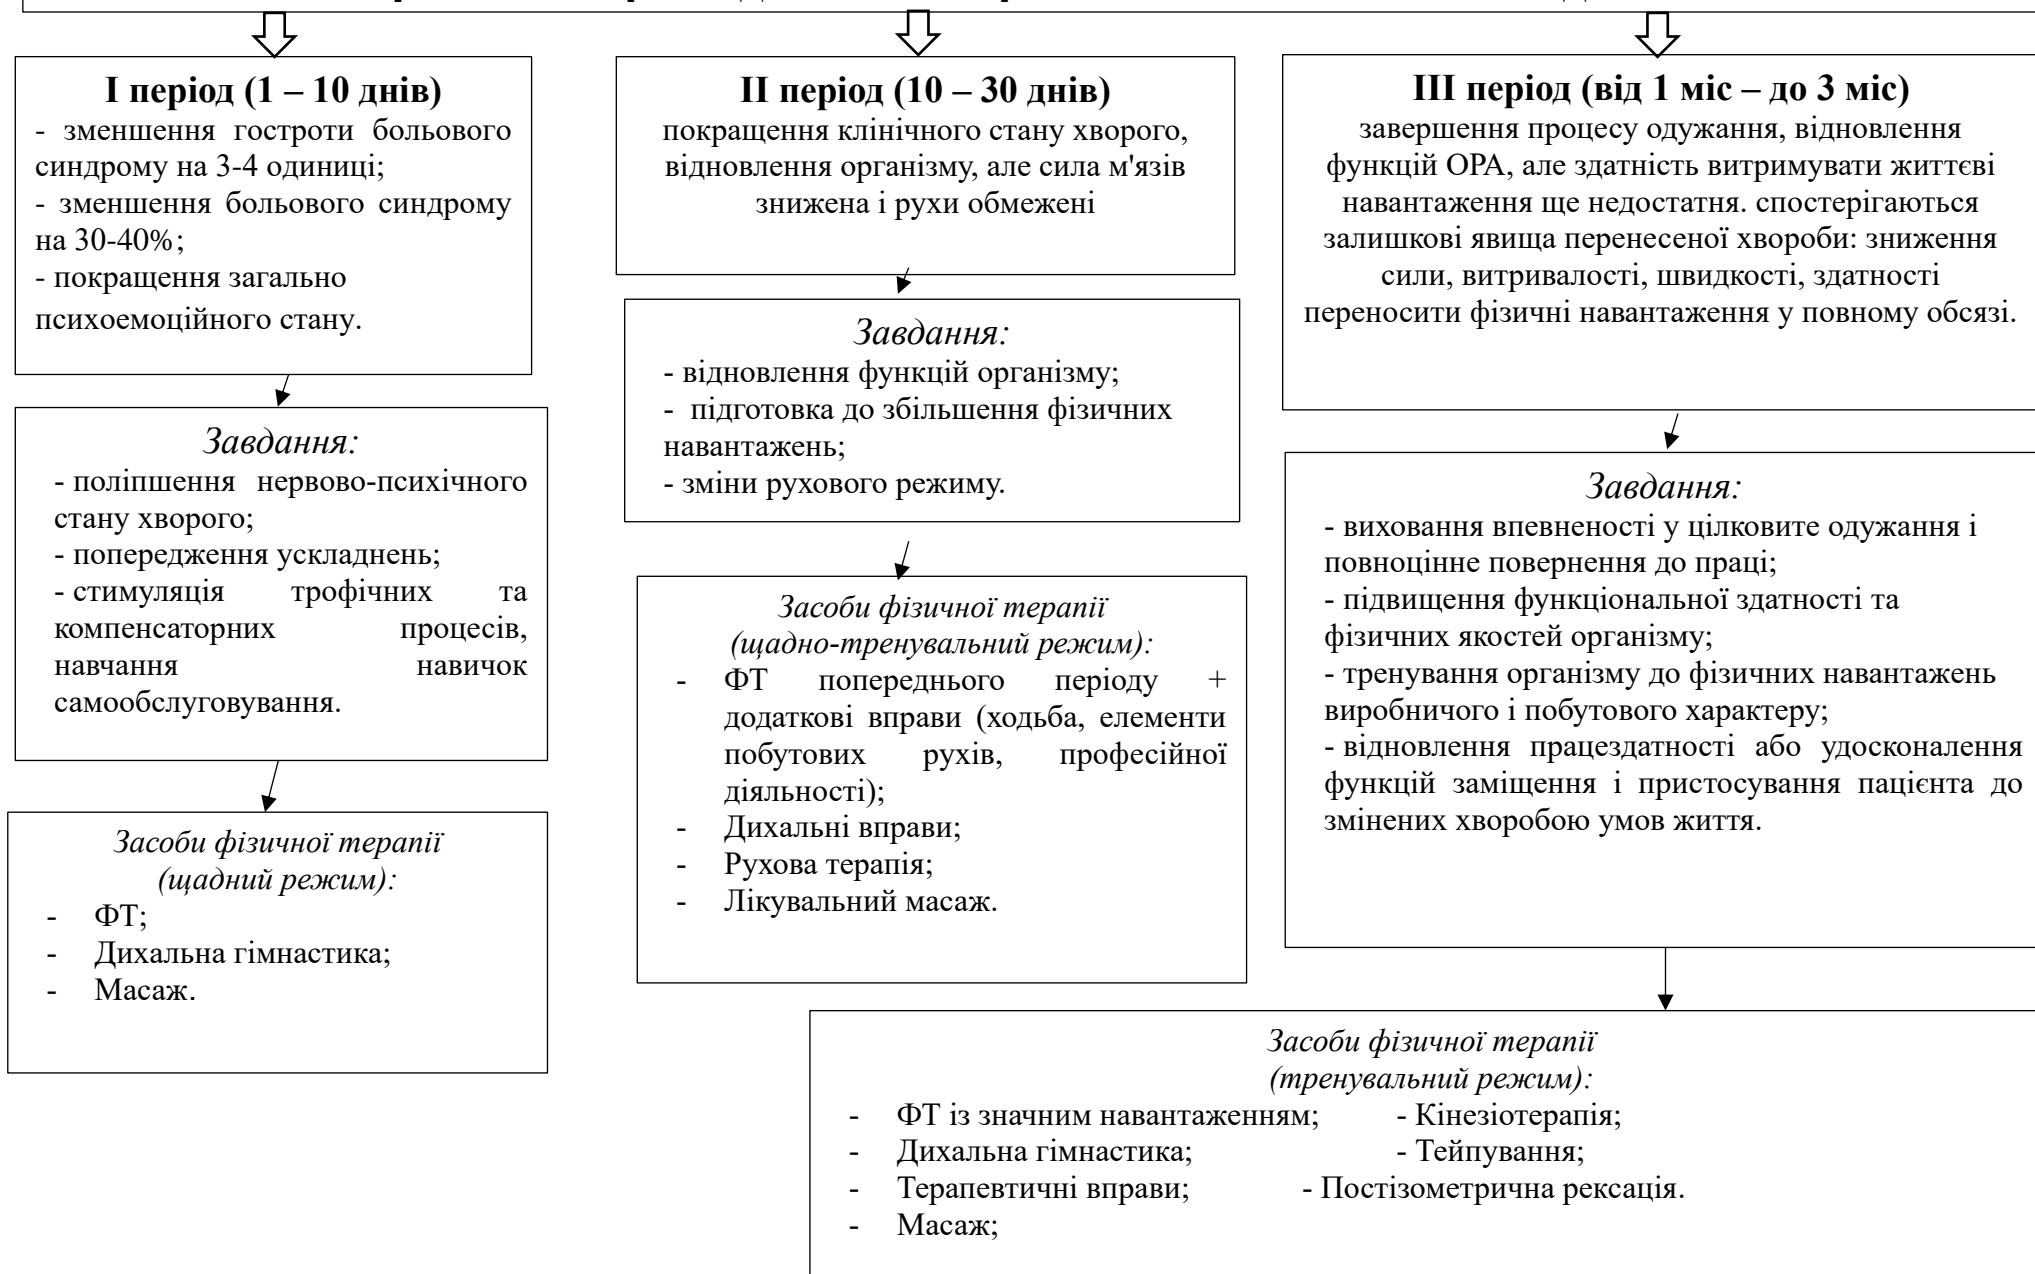 І період (1 – 10 днів)
- зменшення гостроти больового
синдрому на 3-4 одиниці;
- зменшення больового синдрому
на 30-40%;
- покращення загально
психоемоційного стану.
Завдання:
- поліпшення нервово-психічного
стану хворого;
- попередження ускладнень;
- стимуляція трофічних та
компенсаторних процесів,
навчання навичок
самообслуговування.
Засоби фізичної терапії
(щадний режим):
- ФТ;
- Дихальна гімнастика;
- Масаж.
ІІ період (10 – 30 днів)
покращення клінічного стану хворого,
відновлення організму, але сила м'язів
знижена і рухи обмежені
Завдання:
- відновлення функцій організму;
- підготовка до збільшення фізичних
навантажень;
- зміни рухового режиму.
Засоби фізичної терапії
(щадно-тренувальний режим):
- ФТ попереднього періоду +
додаткові вправи (ходьба, елементи
побутових рухів, професійної
діяльності);
- Дихальні вправи;
- Рухова терапія;
- Лікувальний масаж.
ІІІ період (від 1 міс – до 3 міс)
завершення процесу одужання, відновлення
функцій ОРА, але здатність витримувати життєві
навантаження ще недостатня. спостерігаються
залишкові явища перенесеної хвороби: зниження
сили, витривалості, швидкості, здатності
переносити фізичні навантаження у повному обсязі.
Завдання:
- виховання впевненості у цілковите одужання і
повноцінне повернення до праці;
- підвищення функціональної здатності та
фізичних якостей організму;
- тренування організму до фізичних навантажень
виробничого і побутового характеру;
- відновлення працездатності або удосконалення
функцій заміщення і пристосування пацієнта до
змінених хворобою умов життя.
Засоби фізичної терапії
(тренувальний режим):
- ФТ із значним навантаженням; - Кінезіотерапія;
- Дихальна гімнастика; - Тейпування;
- Терапевтичні вправи; - Постізометрична рексація.
- Масаж;